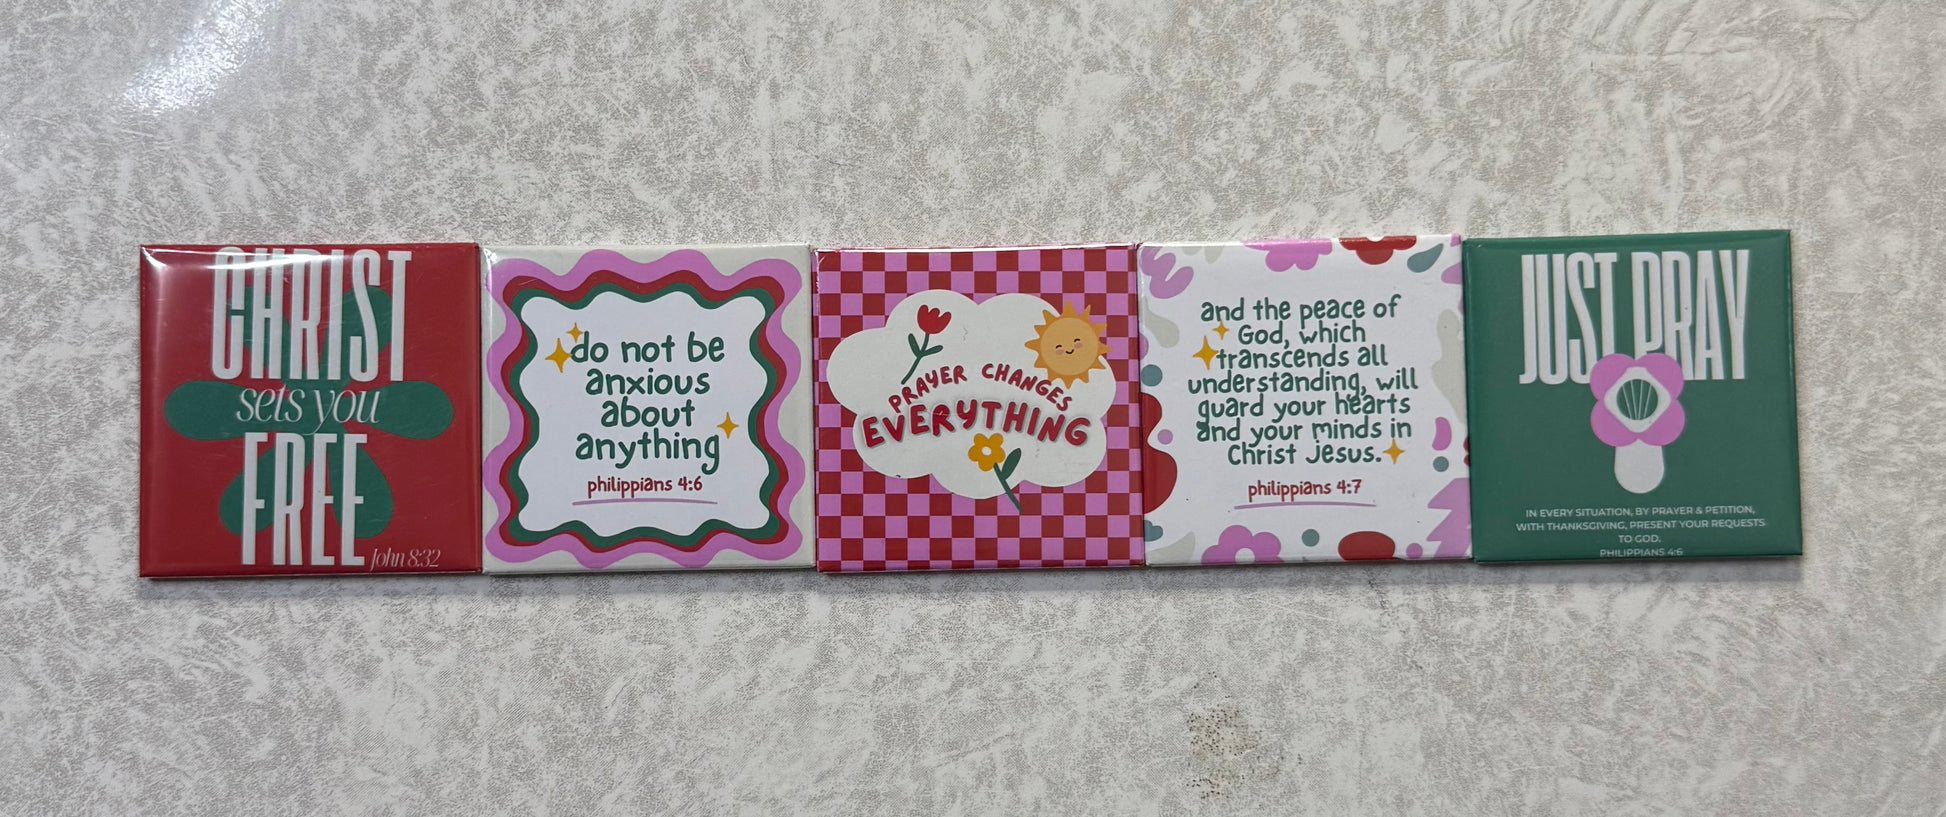 CHRIST
sets you
FREE
John 8:32
do not be
anxious
about
anything
philippians 4:6
PRAYER CHANGES
EVERYTHING
and the peace of
God, which
transcends all
understanding, will
guard your hearts
and your minds in
Christ Jesus.
philippians 4:7
JUST PRAY
IN EVERY SITUATION, BY PRAYER & PETITION,
WITH THANKSGIVING, PRESENT YOUR REQUESTS
TO GOD.
PHILIPPIANS 4:6